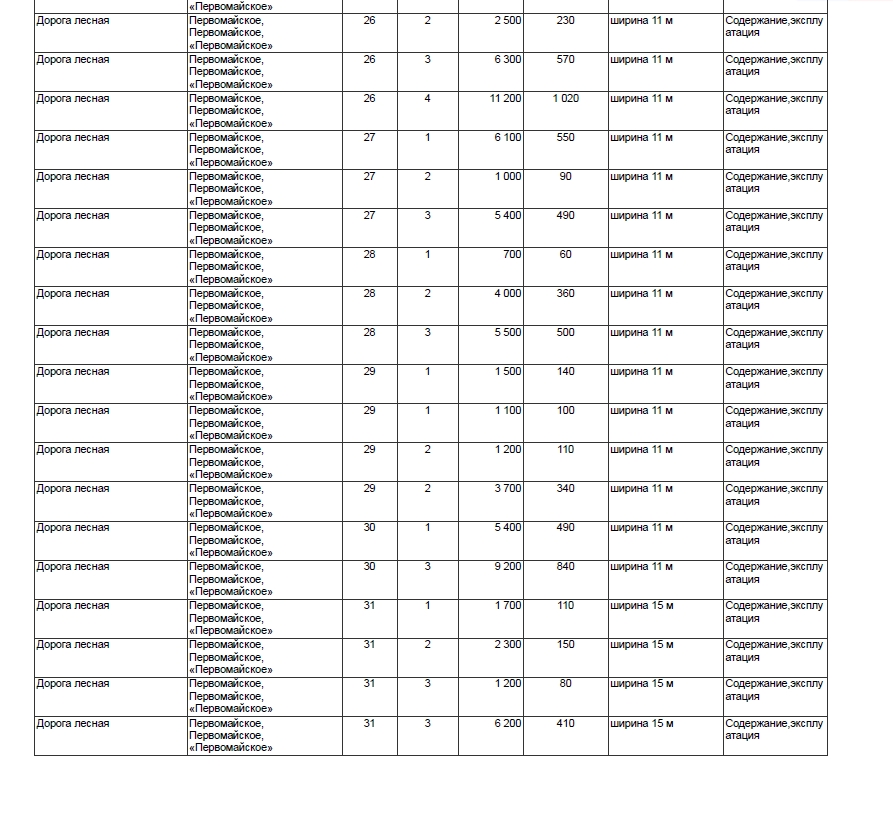 «Первомайское»
Дорога лесная Первомайское, 26 2 2 500 230 ширина 11 м Содержание,эксплу
Первомайское, атация
«Первомайское»
Дорога лесная Первомайское, 26 3 6 300 570 ширина 11 м Содержание,эксплу
Первомайское, атация
«Первомайское»
Дорога лесная Первомайское, 26 4 11 200 1 020 ширина 11 м Содержание,эксплу
Первомайское, атация
«Первомайское»
Дорога лесная Первомайское, 27 1 6 100 550 ширина 11 м Содержание,эксплу
Первомайское, атация
«Первомайское»
Дорога лесная Первомайское, 27 2 1 000 90 ширина 11 м Содержание,эксплу
Первомайское, атация
«Первомайское»
Дорога лесная Первомайское, 27 3 5 400 490 ширина 11 м Содержание,эксплу
Первомайское, атация
«Первомайское»
Дорога лесная Первомайское, 28 1 700 60 ширина 11 м Содержание,эксплу
Первомайское, атация
«Первомайское»
Дорога лесная Первомайское, 28 2 4 000 360 ширина 11 м Содержание,эксплу
Первомайское, атация
«Первомайское»
Дорога лесная Первомайское, 28 3 5 500 500 ширина 11 м Содержание,эксплу
Первомайское, атация
«Первомайское»
Дорога лесная Первомайское, 29 1 1 500 140 ширина 11 м Содержание,эксплу
Первомайское, атация
«Первомайское»
Дорога лесная Первомайское, 29 1 1 100 100 ширина 11 м Содержание,эксплу
Первомайское, атация
«Первомайское»
Дорога лесная Первомайское, 29 2 1 200 110 ширина 11 м Содержание,эксплу
Первомайское, атация
«Первомайское»
Дорога лесная Первомайское, 29 2 3 700 340 ширина 11 м Содержание,эксплу
Первомайское, атация
«Первомайское»
Дорога лесная Первомайское, 30 1 5 400 490 ширина 11 м Содержание,эксплу
Первомайское, атация
«Первомайское»
Дорога лесная Первомайское, 30 3 9 200 840 ширина 11 м Содержание,эксплу
Первомайское, атация
«Первомайское»
Дорога лесная Первомайское, 31 1 1 700 110 ширина 15 м Содержание,эксплу
Первомайское, атация
«Первомайское»
Дорога лесная Первомайское, 31 2 2 300 150 ширина 15 м Содержание,эксплу
Первомайское, атация
«Первомайское»
Дорога лесная Первомайское, 31 3 1 200 80 ширина 15 м Содержание,эксплу
Первомайское, атация
«Первомайское»
Дорога лесная Первомайское, 31 3 6 200 410 ширина 15 м Содержание,эксплу
Первомайское, атация
«Первомайское»